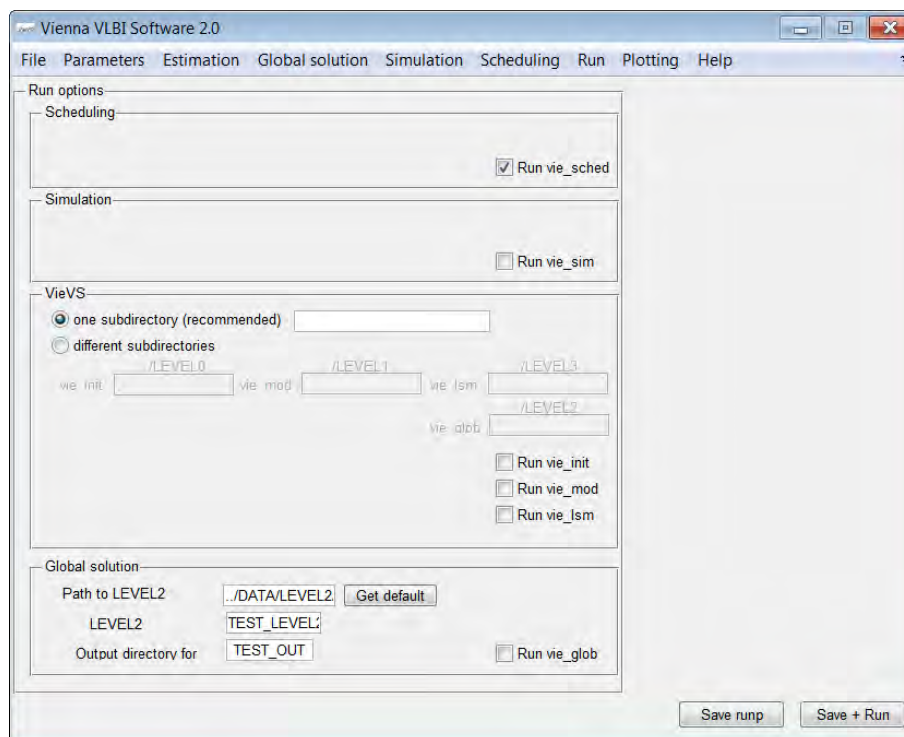 Vienna VLBI Software 2.0
File Parameters Estimation Global solution Simulation Scheduling Run Plotting Help
Run options
Scheduling
Run vie_sched
Simulation
Run vie_sim
VieVS
one subdirectory (recommended)
different subdirectories
/LEVEL0 /LEVEL1 /LEVEL3
vie_init vie_mod vie_lsm
/LEVEL2
vie_glob
Run vie_init
Run vie_mod
Run vie_lsm
Global solution
Path to LEVEL2 ../DATA/LEVEL2 Get default
LEVEL2 TEST_LEVEL2
Output directory for TEST_OUT Run vie_glob
Save runp Save + Run